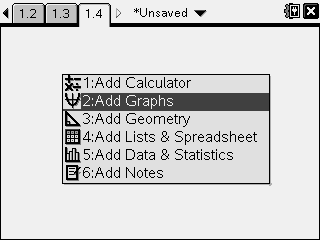 1.2 1.3 1.4 *Unsaved
1:Add Calculator
2:Add Graphs
3:Add Geometry
4:Add Lists & Spreadsheet
5:Add Data & Statistics
6:Add Notes